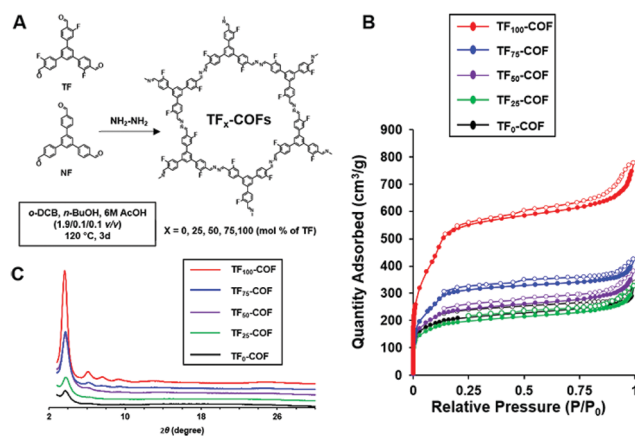 A
TF
NF
NH₂-NH₂
TFₓ-COFs
o-DCB, n-BuOH, 6M AcOH
(1.9/0.1/0.1 v/v)
120 °C, 3d
X = 0, 25, 50, 75,100 (mol % of TF)
B
TF₁₀₀-COF
TF₇₅-COF
TF₅₀-COF
TF₂₅-COF
TF₀-COF
Quantity Adsorbed (cm³/g)
900
800
700
600
500
400
300
200
100
0
0 0.25 0.5 0.75 1
Relative Pressure (P/P₀)
C
TF₁₀₀-COF
TF₇₅-COF
TF₅₀-COF
TF₂₅-COF
TF₀-COF
2 10 18 26
2θ (degree)